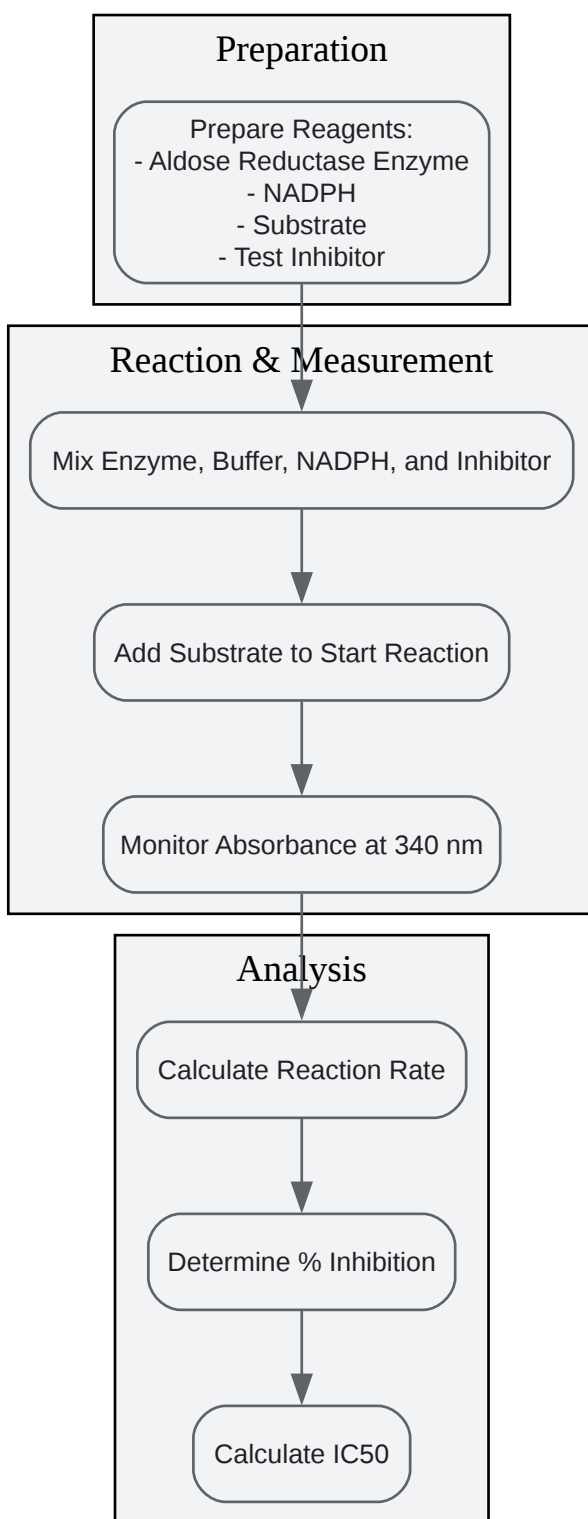 Preparation
Prepare Reagents:
- Aldose Reductase Enzyme
- NADPH
- Substrate
- Test Inhibitor
Reaction & Measurement
Mix Enzyme, Buffer, NADPH, and Inhibitor
Add Substrate to Start Reaction
Monitor Absorbance at 340 nm
Analysis
Calculate Reaction Rate
Determine % Inhibition
Calculate IC50